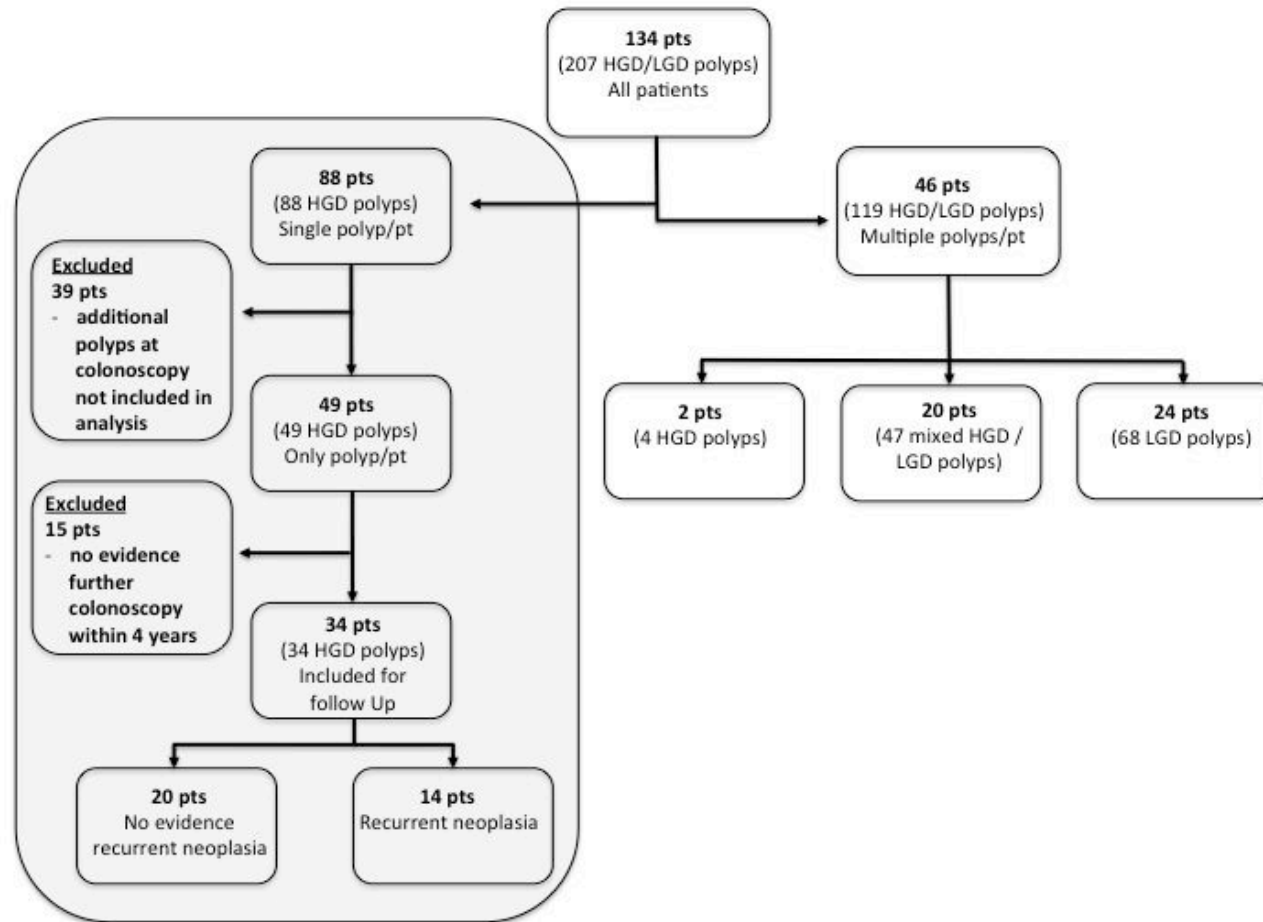 134 pts
(207 HGD/LGD polyps)
All patients
88 pts
(88 HGD polyps)
Single polyp/pt
46 pts
(119 HGD/LGD polyps)
Multiple polyps/pt
Excluded
39 pts
- additional
polyps at
colonoscopy
not included in
analysis
49 pts
(49 HGD polyps)
Only polyp/pt
2 pts
(4 HGD polyps)
20 pts
(47 mixed HGD /
LGD polyps)
24 pts
(68 LGD polyps)
Excluded
15 pts
- no evidence
further
colonoscopy
within 4 years
34 pts
(34 HGD polyps)
Included for
follow Up
20 pts
No evidence
recurrent neoplasia
14 pts
Recurrent neoplasia